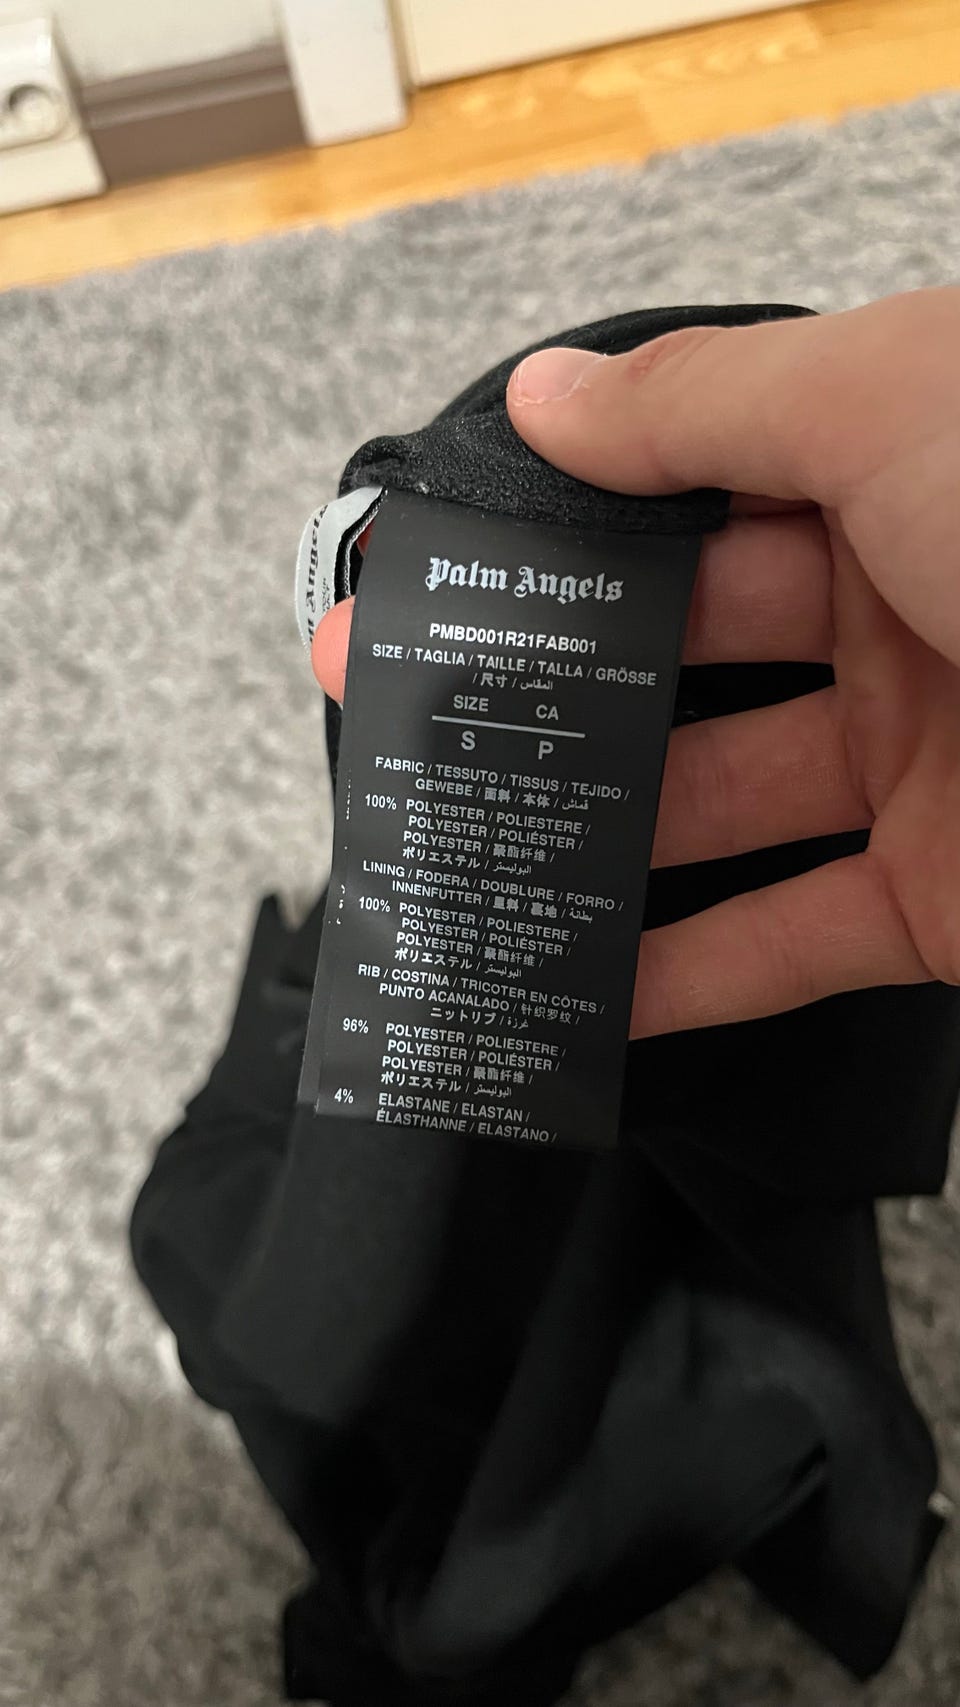 Palm Angels
PMBD001R21FAB001
SIZE / TAGLIA / TAILLE / TALLA / GRÖSSE
/ 尺寸 / المقاس
SIZE CA
S P
FABRIC / TESSUTO / TISSUS / TEJIDO /
GEWEBE / 面料 / 本体 / قماش
100% POLYESTER / POLIESTERE /
POLYESTER / POLIÉSTER /
POLYESTER / 聚酯纤维 /
ポリエステル / البوليستر
LINING / FODERA / DOUBLURE / FORRO /
INNENFUTTER / 里料 / 裏地 / بطانة
100% POLYESTER / POLIESTERE /
POLYESTER / POLIÉSTER /
POLYESTER / 聚酯纤维 /
ポリエステル / البوليستر
RIB / COSTINA / TRICOTER EN CÔTES /
PUNTO ACANALADO / 针织罗纹 /
ニットリブ / غرزة
96% POLYESTER / POLIESTERE /
POLYESTER / POLIÉSTER /
POLYESTER / 聚酯纤维 /
ポリエステル / البوليستر
4% ELASTANE / ELASTAN /
ÉLASTHANNE / ELASTANO /
Angels